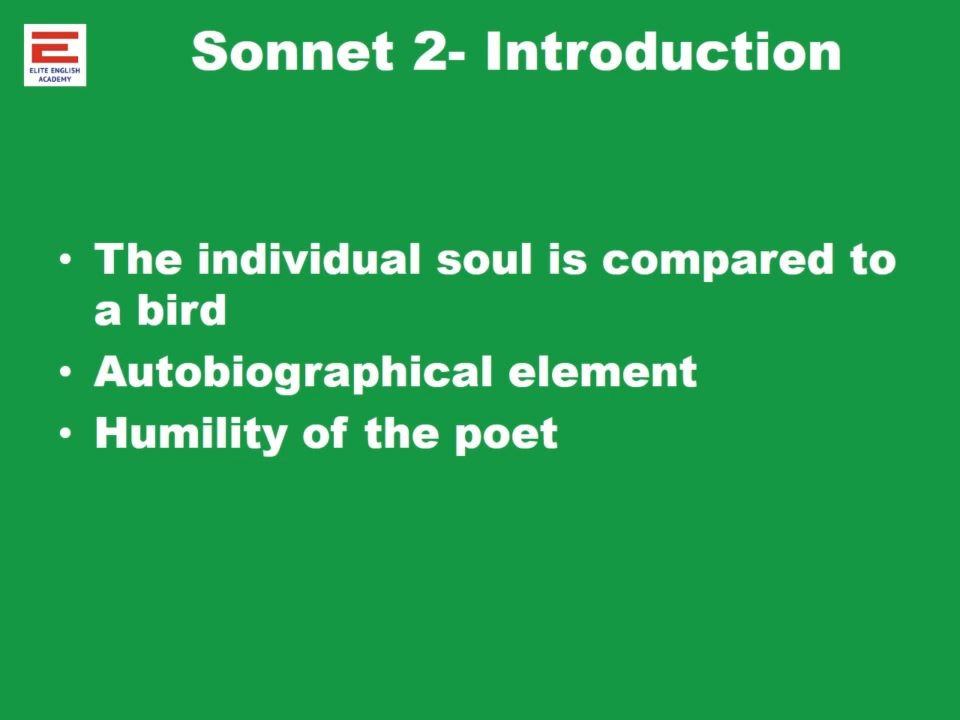 ELITE ENGLISH
ACADEMY
Sonnet 2- Introduction
• The individual soul is compared to
a bird
• Autobiographical element
• Humility of the poet